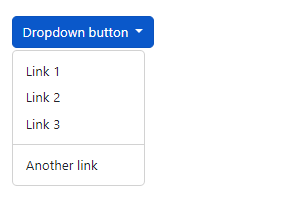 Dropdown button
Link 1
Link 2
Link 3
Another link